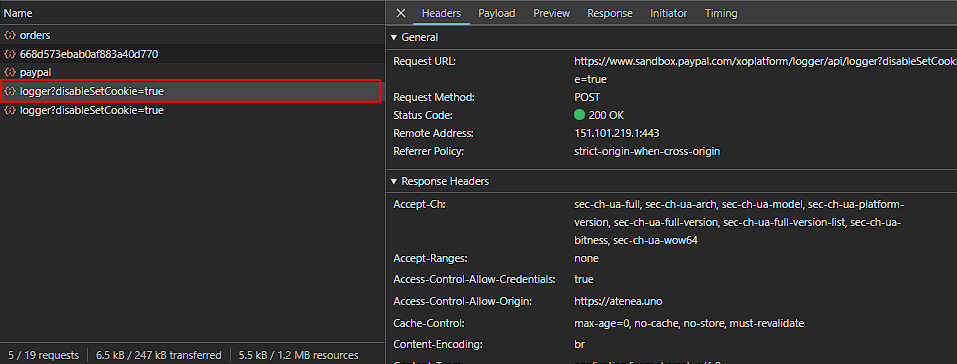 Name
orders
668d573ebab0af883a40d770
paypal
logger?disableSetCookie=true
logger?disableSetCookie=true
5 / 19 requests 6.5 kB / 247 kB transferred 5.5 kB / 1.2 MB resources
Headers Payload Preview Response Initiator Timing
General
Request URL: https://www.sandbox.paypal.com/xoplatform/logger/api/logger?disableSetCooki
e=true
Request Method: POST
Status Code: 200 OK
Remote Address: 151.101.219.1:443
Referrer Policy: strict-origin-when-cross-origin
Response Headers
Accept-Ch: sec-ch-ua-full, sec-ch-ua-arch, sec-ch-ua-model, sec-ch-ua-platform-
version, sec-ch-ua-full-version, sec-ch-ua-full-version-list, sec-ch-ua-
bitness, sec-ch-ua-wow64
Accept-Ranges: none
Access-Control-Allow-Credentials: true
Access-Control-Allow-Origin: https://atenea.uno
Cache-Control: max-age=0, no-cache, no-store, must-revalidate
Content-Encoding: br